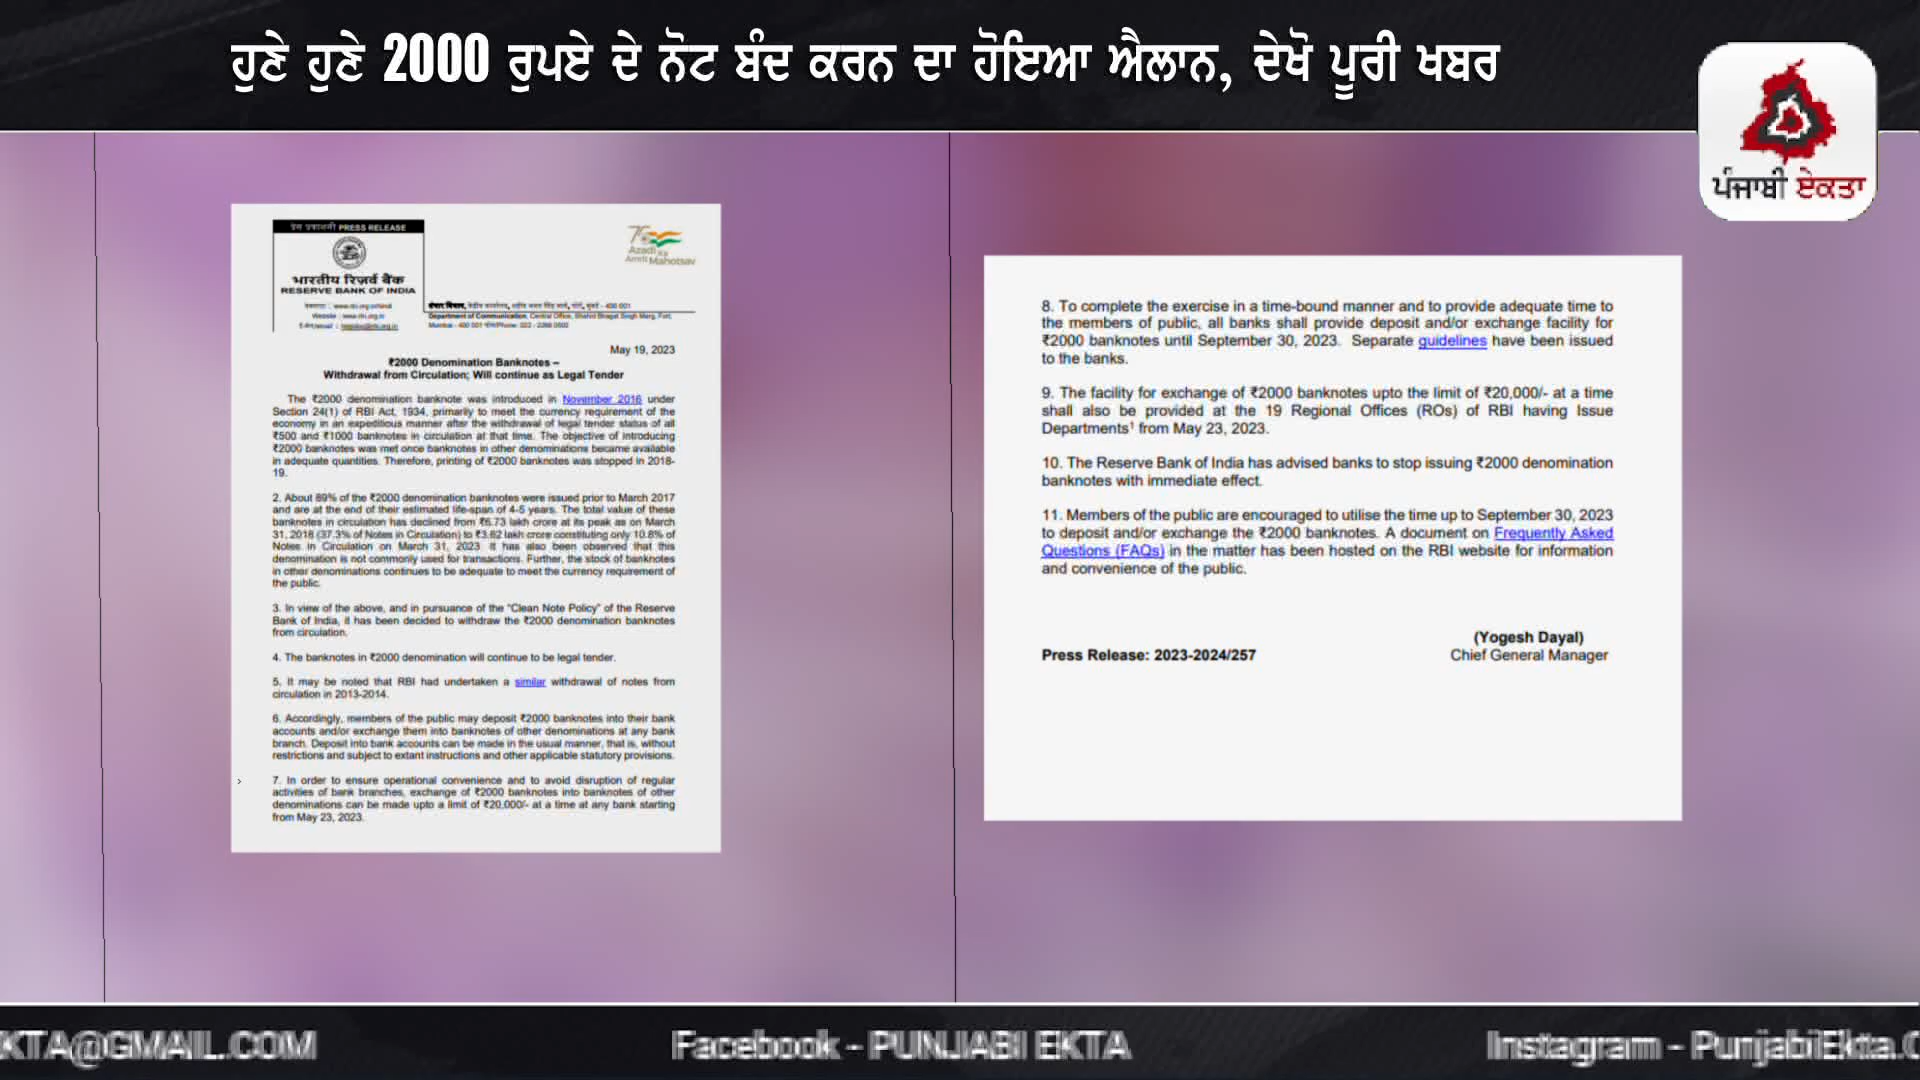 ਹੁਣੇ ਹੁਣੇ 2000 ਰੁਪਏ ਦੇ ਨੋਟ ਬੰਦ ਕਰਨ ਦਾ ਹੋਇਆ ਐਲਾਨ, ਦੇਖੋ ਪੂਰੀ ਖਬਰ
ਪੰਜਾਬੀ ਏਕਤਾ
PRESS RELEASE
भारतीय रिज़र्व बैंक
RESERVE BANK OF INDIA
Website : www.rbi.org.in
Azadi Ka
Amrit Mahotsav
Department of Communication, Central Office, Shahid Bhagat Singh Marg, Fort,
Mumbai - 400 001 फोन/Phone: 022 - 2266 0502
May 19, 2023
₹2000 Denomination Banknotes –
Withdrawal from Circulation; Will continue as Legal Tender
The ₹2000 denomination banknote was introduced in November 2016 under
Section 24(1) of RBI Act, 1934, primarily to meet the currency requirement of the
economy in an expeditious manner after the withdrawal of legal tender status of all
₹500 and ₹1000 banknotes in circulation at that time. The objective of introducing
₹2000 banknotes was met once banknotes in other denominations became available
in adequate quantities. Therefore, printing of ₹2000 banknotes was stopped in 2018-
19.
2. About 89% of the ₹2000 denomination banknotes were issued prior to March 2017
and are at the end of their estimated life-span of 4-5 years. The total value of these
banknotes in circulation has declined from ₹6.73 lakh crore at its peak as on March
31, 2018 (37.3% of Notes in Circulation) to ₹3.62 lakh crore constituting only 10.8% of
Notes in Circulation on March 31, 2023. It has also been observed that this
denomination is not commonly used for transactions. Further, the stock of banknotes
in other denominations continues to be adequate to meet the currency requirement of
the public.
3. In view of the above, and in pursuance of the “Clean Note Policy” of the Reserve
Bank of India, it has been decided to withdraw the ₹2000 denomination banknotes
from circulation.
4. The banknotes in ₹2000 denomination will continue to be legal tender.
5. It may be noted that RBI had undertaken a similar withdrawal of notes from
circulation in 2013-2014.
6. Accordingly, members of the public may deposit ₹2000 banknotes into their bank
accounts and/or exchange them into banknotes of other denominations at any bank
branch. Deposit into bank accounts can be made in the usual manner, that is, without
restrictions and subject to extant instructions and other applicable statutory provisions.
7. In order to ensure operational convenience and to avoid disruption of regular
activities of bank branches, exchange of ₹2000 banknotes into banknotes of other
denominations can be made upto a limit of ₹20,000/- at a time at any bank starting
from May 23, 2023.
8. To complete the exercise in a time-bound manner and to provide adequate time to
the members of public, all banks shall provide deposit and/or exchange facility for
₹2000 banknotes until September 30, 2023. Separate guidelines have been issued
to the banks.
9. The facility for exchange of ₹2000 banknotes upto the limit of ₹20,000/- at a time
shall also be provided at the 19 Regional Offices (ROs) of RBI having Issue
Departments¹ from May 23, 2023.
10. The Reserve Bank of India has advised banks to stop issuing ₹2000 denomination
banknotes with immediate effect.
11. Members of the public are encouraged to utilise the time up to September 30, 2023
to deposit and/or exchange the ₹2000 banknotes. A document on Frequently Asked
Questions (FAQs) in the matter has been hosted on the RBI website for information
and convenience of the public.
(Yogesh Dayal)
Press Release: 2023-2024/257 Chief General Manager
KTA@GMAIL.COM Facebook - PUNJABI EKTA Instagram - PunjabiEkta.